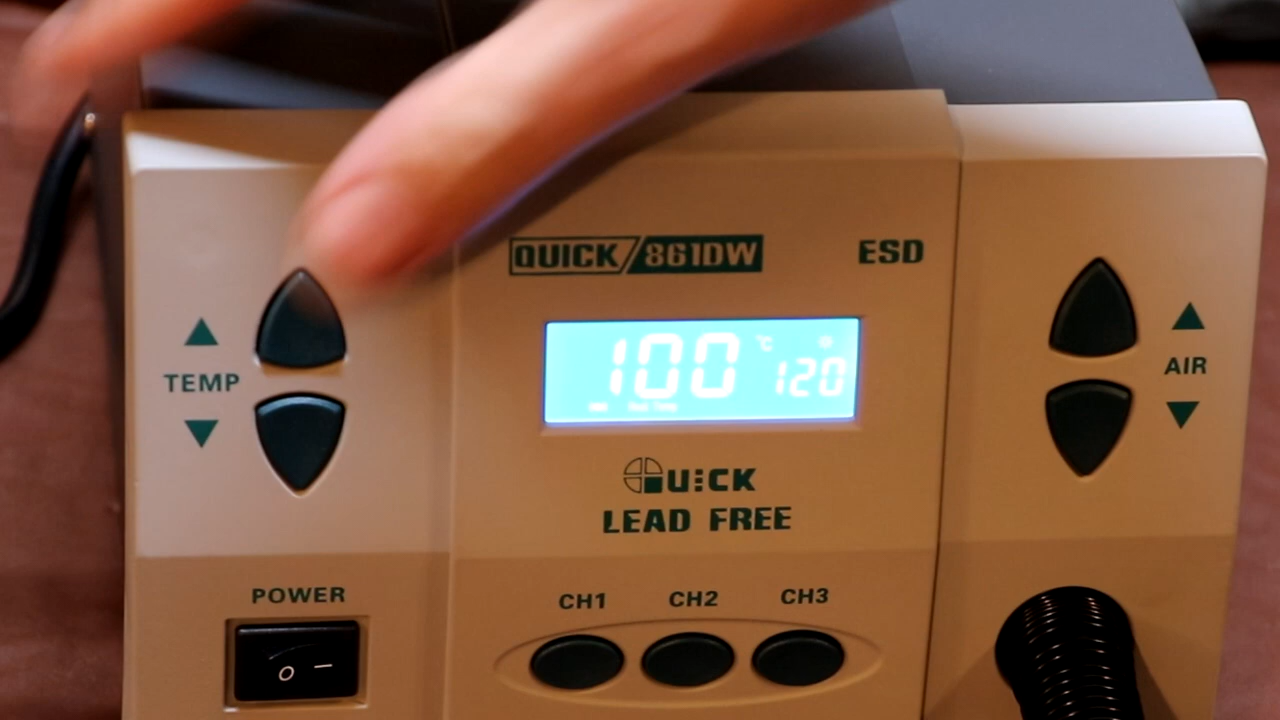 QUICK/861DW ESD
100 °C
120
TEMP
AIR
QUICK
LEAD FREE
POWER
CH1 CH2 CH3
O —